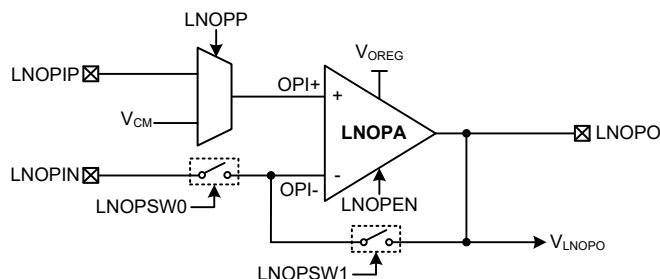 LNOPP
VOREG
LNOPIP
OPI+
+
VCM
LNOPA
LNOPO
LNOPIN
-
OPI-
LNOPSW0
LNOPEN
VLNOPO
LNOPSW1